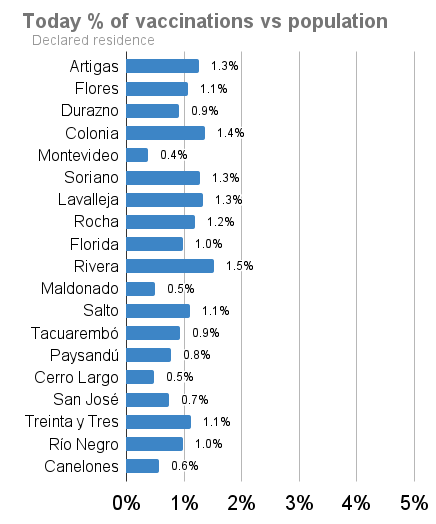 Today % of vaccinations vs population
Declared residence
Artigas 1.3%
Flores 1.1%
Durazno 0.9%
Colonia 1.4%
Montevideo 0.4%
Soriano 1.3%
Lavalleja 1.3%
Rocha 1.2%
Florida 1.0%
Rivera 1.5%
Maldonado 0.5%
Salto 1.1%
Tacuarembó 0.9%
Paysandú 0.8%
Cerro Largo 0.5%
San José 0.7%
Treinta y Tres 1.1%
Río Negro 1.0%
Canelones 0.6%
0% 1% 2% 3% 4% 5%